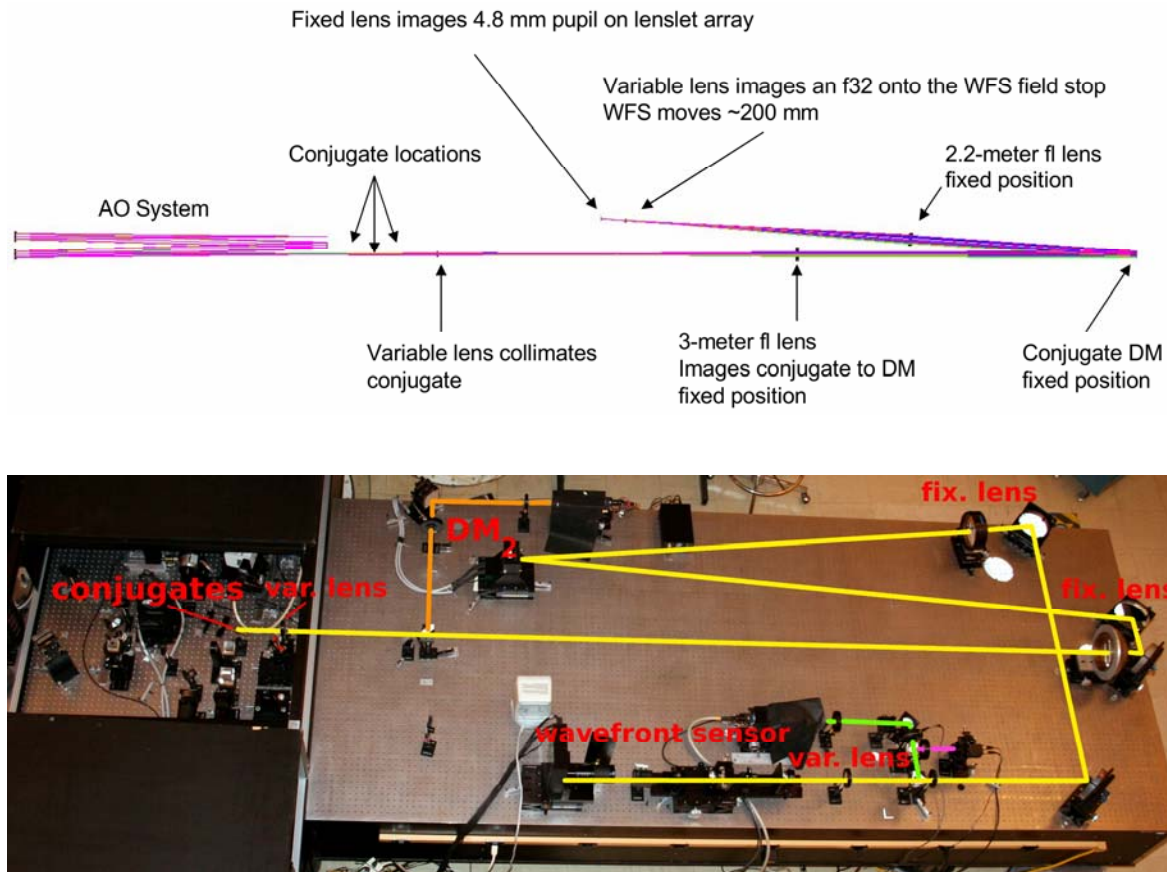 Fixed lens images 4.8 mm pupil on lenslet array
Variable lens images an f32 onto the WFS field stop
WFS moves ~200 mm
Conjugate locations
2.2-meter fl lens
fixed position
AO System
Variable lens collimates
conjugate
3-meter fl lens
Images conjugate to DM
fixed position
Conjugate DM
fixed position
fix. lens
DM2
conjugates
var. lens
fix. lens
wavefront sensor
var. lens